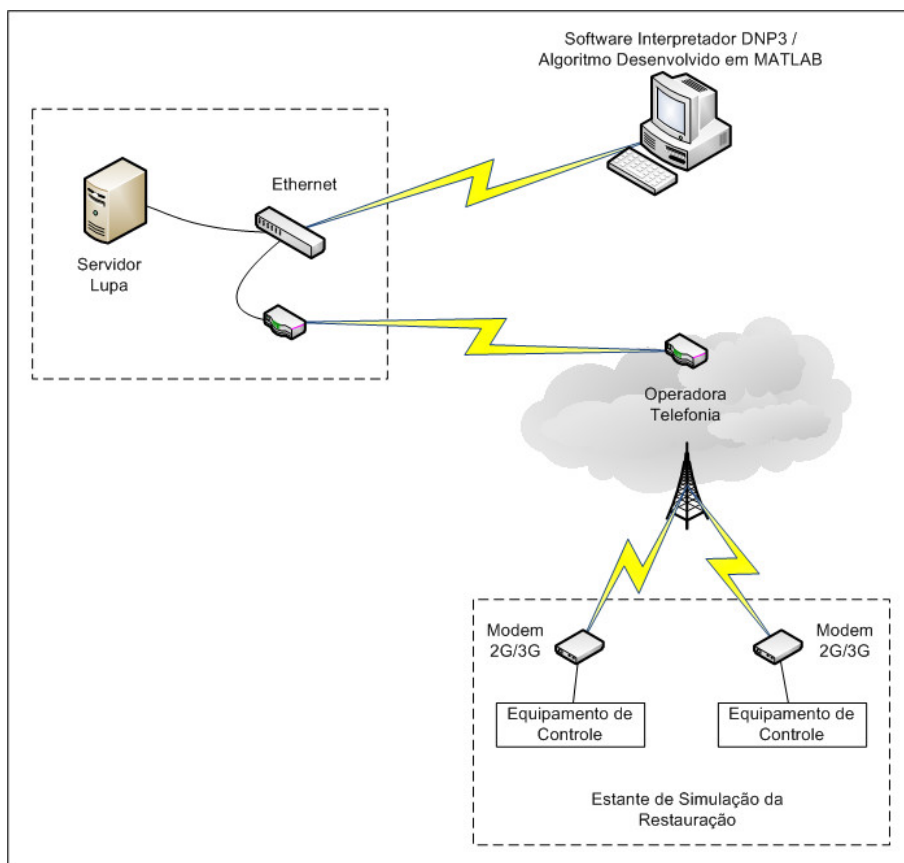 Software Interpretador DNP3 /
Algoritmo Desenvolvido em MATLAB
Ethernet
Servidor
Lupa
Operadora
Telefonia
Modem
2G/3G
Modem
2G/3G
Equipamento de
Controle
Equipamento de
Controle
Estante de Simulação da
Restauração